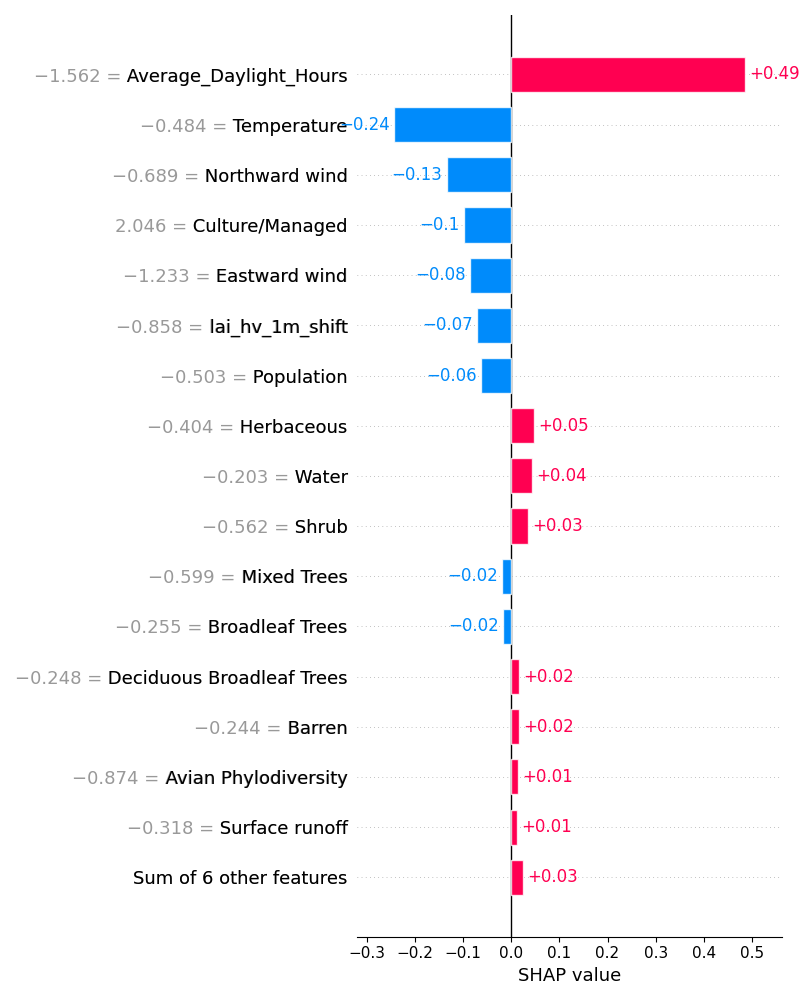 −1.562 = Average_Daylight_Hours +0.49
−0.484 = Temperature −0.24
−0.689 = Northward wind −0.13
2.046 = Culture/Managed −0.1
−1.233 = Eastward wind −0.08
−0.858 = lai_hv_1m_shift −0.07
−0.503 = Population −0.06
−0.404 = Herbaceous +0.05
−0.203 = Water +0.04
−0.562 = Shrub +0.03
−0.599 = Mixed Trees −0.02
−0.255 = Broadleaf Trees −0.02
−0.248 = Deciduous Broadleaf Trees +0.02
−0.244 = Barren +0.02
−0.874 = Avian Phylodiversity +0.01
−0.318 = Surface runoff +0.01
Sum of 6 other features +0.03
−0.3 −0.2 −0.1 0.0 0.1 0.2 0.3 0.4 0.5
SHAP value